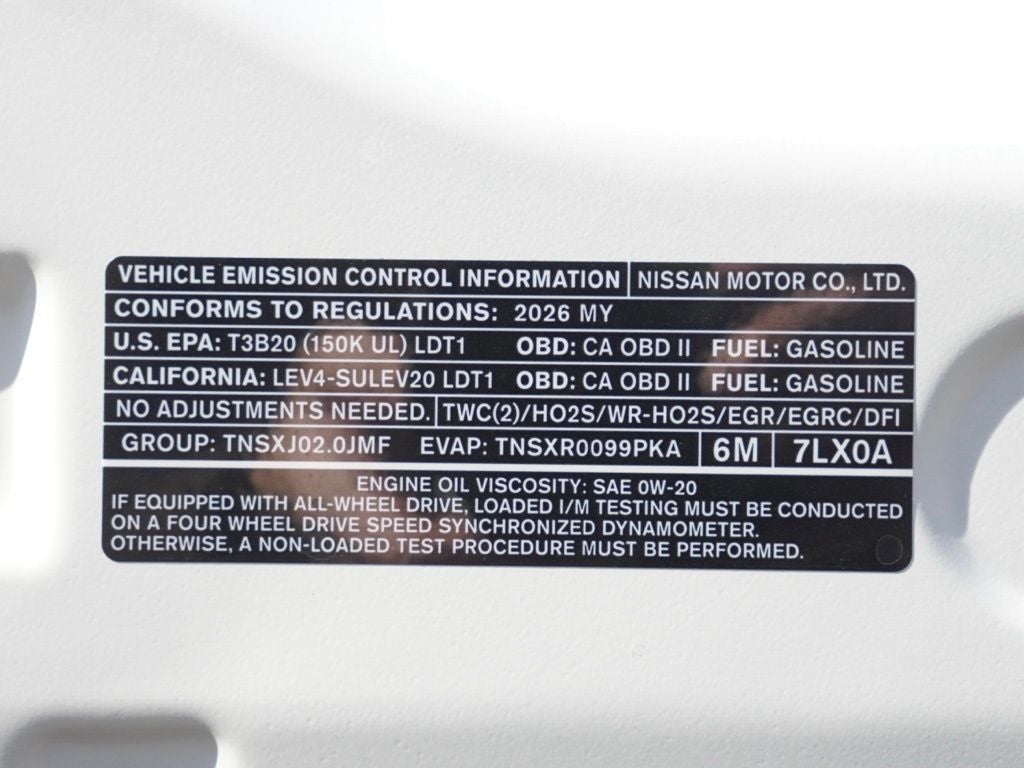 VEHICLE EMISSION CONTROL INFORMATION NISSAN MOTOR CO., LTD.
CONFORMS TO REGULATIONS: 2026 MY
U.S. EPA: T3B20 (150K UL) LDT1 OBD: CA OBD II FUEL: GASOLINE
CALIFORNIA: LEV4-SULEV20 LDT1 OBD: CA OBD II FUEL: GASOLINE
NO ADJUSTMENTS NEEDED. TWC(2)/HO2S/WR-HO2S/EGR/EGRC/DFI
GROUP: TNSXJ02.0JMF EVAP: TNSXR0099PKA 6M 7LX0A
ENGINE OIL VISCOSITY: SAE 0W-20
IF EQUIPPED WITH ALL-WHEEL DRIVE, LOADED I/M TESTING MUST BE CONDUCTED
ON A FOUR WHEEL DRIVE SPEED SYNCHRONIZED DYNAMOMETER.
OTHERWISE, A NON-LOADED TEST PROCEDURE MUST BE PERFORMED.